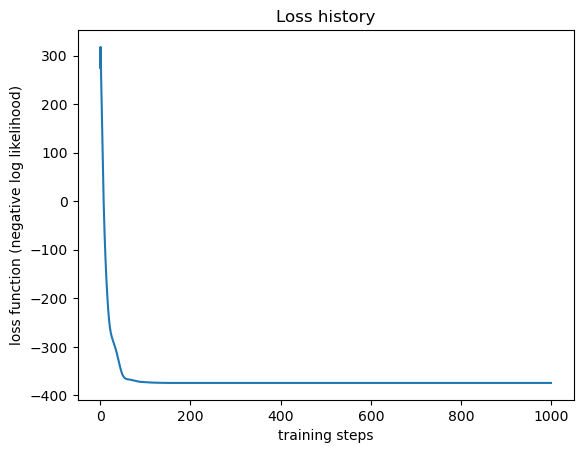 Loss history
loss function (negative log likelihood)
300
200
100
0
−100
−200
−300
−400
0 200 400 600 800 1000
training steps